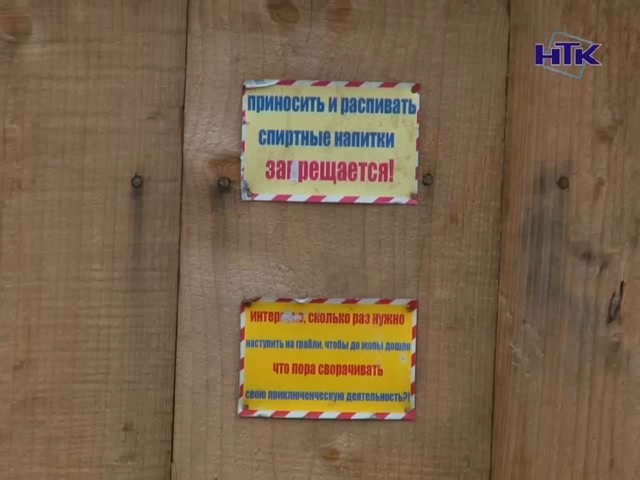 НТК
приносить и распивать
спиртные напитки
запрещается!
интересно, сколько раз нужно
наступить на грабли, чтобы до жопы дошло
что пора сворачивать
свою приключенческую деятельность?!